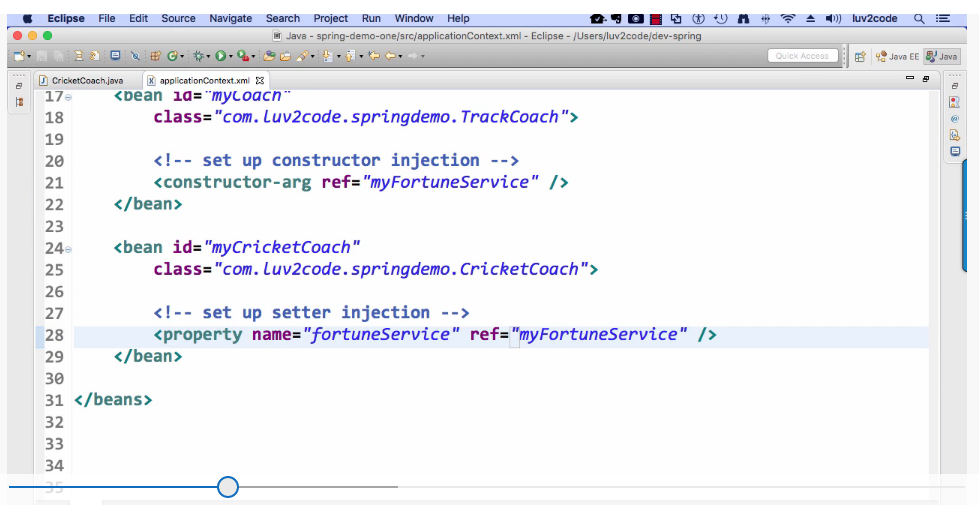 Eclipse File Edit Source Navigate Search Project Run Window Help luv2code
Java - spring-demo-one/src/applicationContext.xml - Eclipse - /Users/luv2code/dev-spring
Quick Access Java EE Java
CricketCoach.java applicationContext.xml
17 <bean id="myCoach"
18 class="com.luv2code.springdemo.TrackCoach">
19
20 <!-- set up constructor injection -->
21 <constructor-arg ref="myFortuneService" />
22 </bean>
23
24 <bean id="myCricketCoach"
25 class="com.luv2code.springdemo.CricketCoach">
26
27 <!-- set up setter injection -->
28 <property name="fortuneService" ref="myFortuneService" />
29 </bean>
30
31 </beans>
32
33
34
35